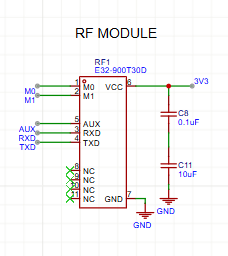 RF MODULE
RF1
E32-900T30D
M0 1 M0 VCC 6 3V3
M1 2 M1
C8
0.1uF
AUX 5 AUX
RXD 3 RXD
TXD 4 TXD
C11
10uF
8 NC
9 NC
10 NC
11 NC GND 7
GND
GND